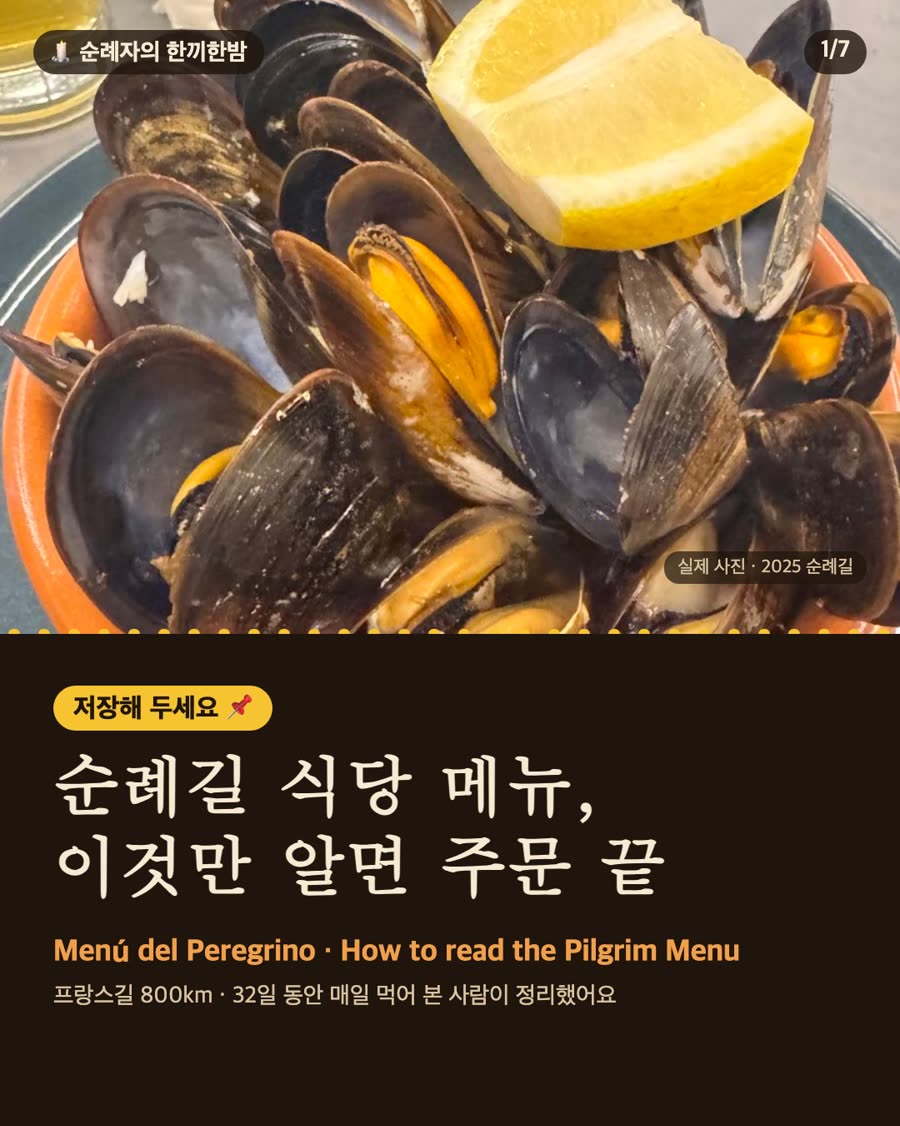 순례자의 한끼한밤
1/7
실제 사진 · 2025 순례길
저장해 두세요 📌
순례길 식당 메뉴,
이것만 알면 주문 끝
Menú del Peregrino · How to read the Pilgrim Menu
프랑스길 800km · 32일 동안 매일 먹어 본 사람이 정리했어요